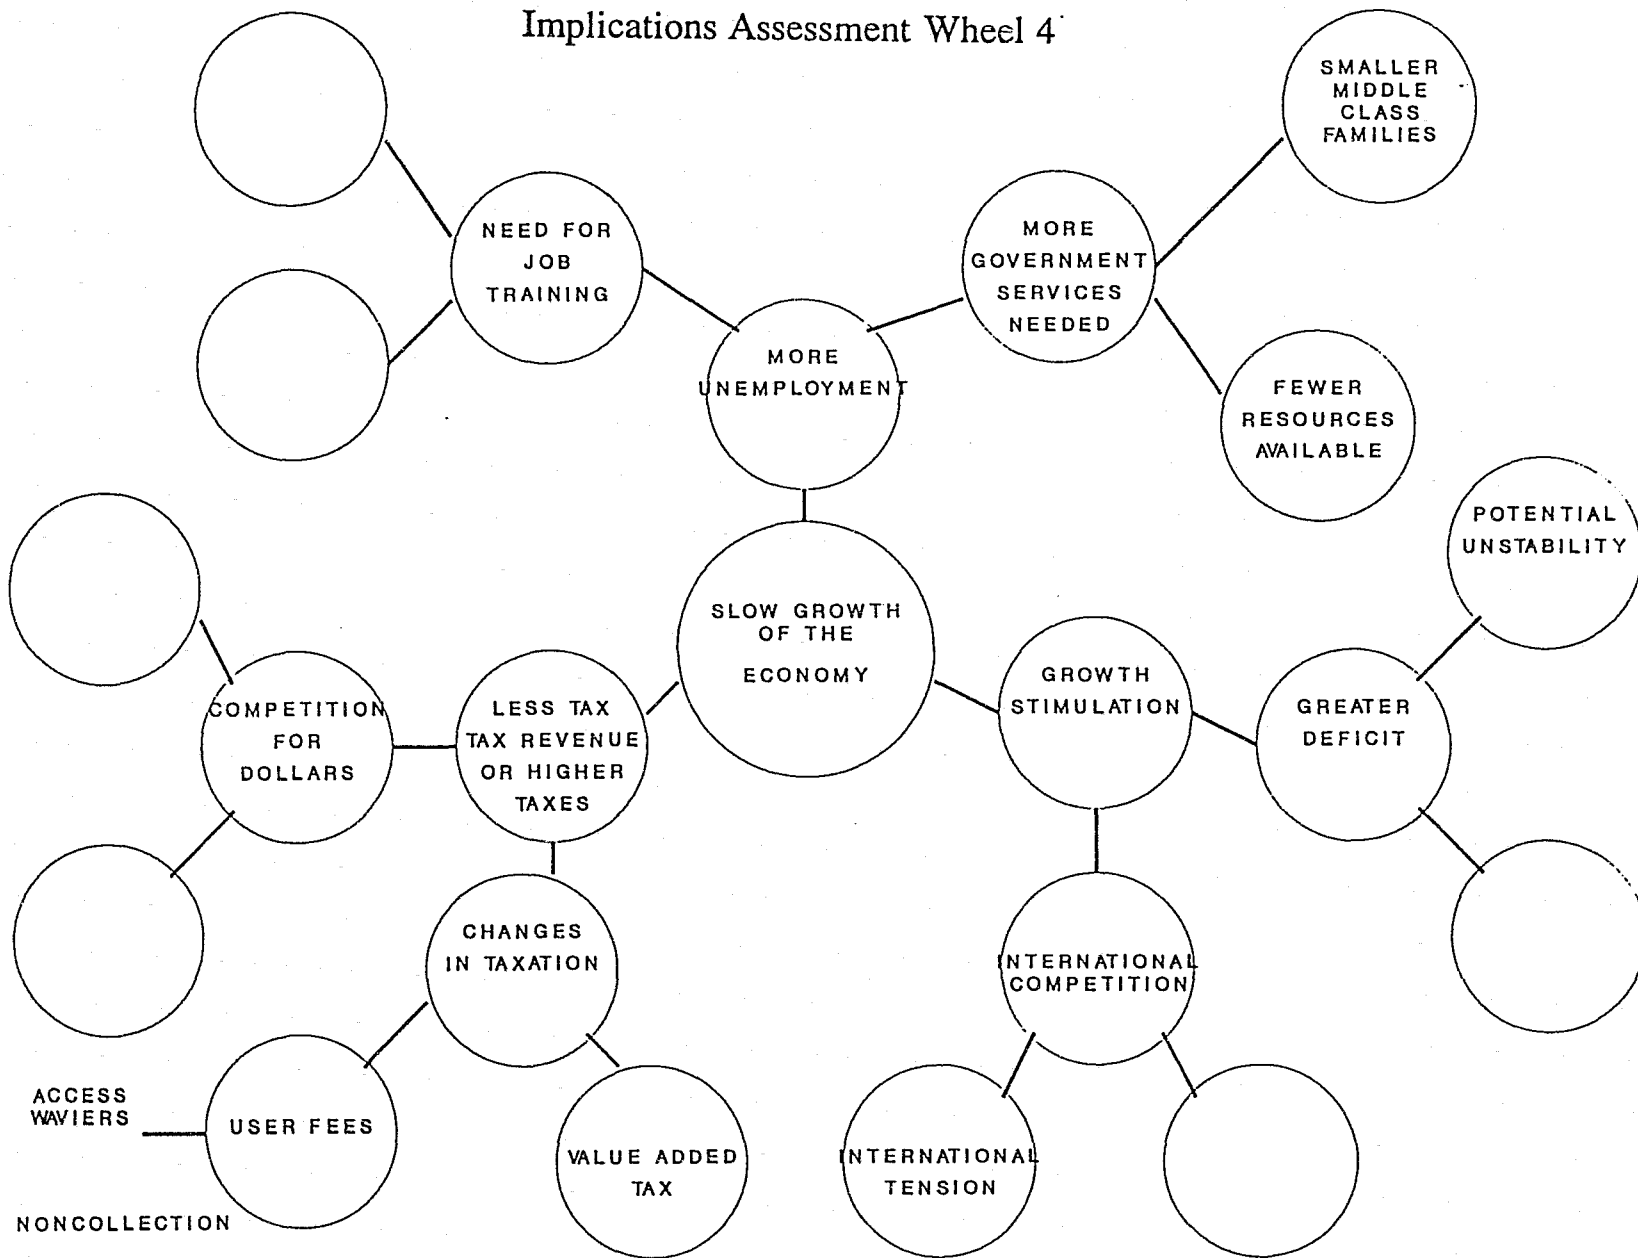 Implications Assessment Wheel 4
SMALLER
MIDDLE
CLASS
FAMILIES
NEED FOR
JOB
TRAINING
MORE
GOVERNMENT
SERVICES
NEEDED
MORE
UNEMPLOYMENT
FEWER
RESOURCES
AVAILABLE
POTENTIAL
UNSTABILITY
SLOW GROWTH
OF THE
ECONOMY
GROWTH
STIMULATION
GREATER
DEFICIT
COMPETITION
FOR
DOLLARS
LESS TAX
TAX REVENUE
OR HIGHER
TAXES
CHANGES
IN TAXATION
INTERNATIONAL
COMPETITION
ACCESS
WAVIERS
USER FEES
VALUE ADDED
TAX
INTERNATIONAL
TENSION
NONCOLLECTION